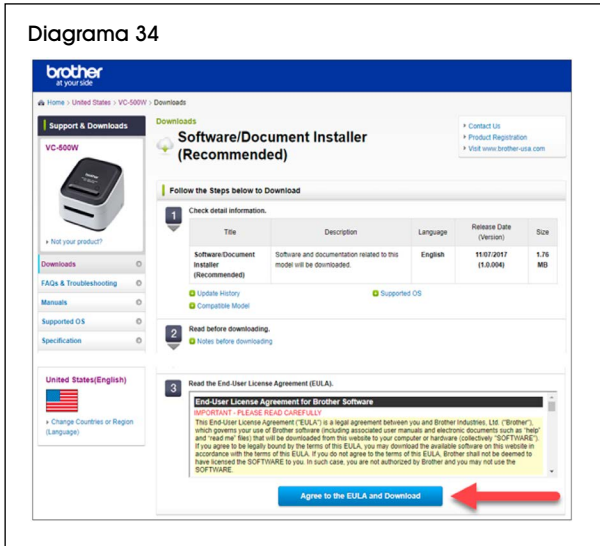 Diagrama 34
brother
at your side
Home > United States > VC-500W > Downloads
Support & Downloads
VC-500W
Not your product?
Downloads
FAQs & Troubleshooting
Manuals
Supported OS
Specification
United States(English)
Change Countries or Region
(Language)
Downloads
Software/Document Installer
(Recommended)
Contact Us
Product Registration
Visit www.brother-usa.com
Follow the Steps below to Download
1
Check detail information.
Title Description Language Release Date (Version) Size
Software/Document Installer (Recommended) Software and documentation related to this model will be downloaded. English 11/07/2017 (1.0.004) 1.76 MB
Update History Supported OS
Compatible Model
2
Read before downloading.
Notes before downloading
3
Read the End-User License Agreement (EULA).
End-User License Agreement for Brother Software
IMPORTANT - PLEASE READ CAREFULLY
This End-User License Agreement ("EULA") is a legal agreement between you and Brother Industries, Ltd. ("Brother"),
which governs your use of Brother software (including associated user manuals and electronic documents such as "help"
and "read me" files) that will be downloaded from this website to your computer or hardware (collectively "SOFTWARE").
If you agree to be legally bound by the terms of this EULA, you may download the available software on this website in
accordance with the terms of this EULA. If you do not agree to the terms of this EULA, Brother shall not be deemed to
have licensed the SOFTWARE to you. In such case, you are not authorized by Brother and you may not use the
SOFTWARE.
Agree to the EULA and Download